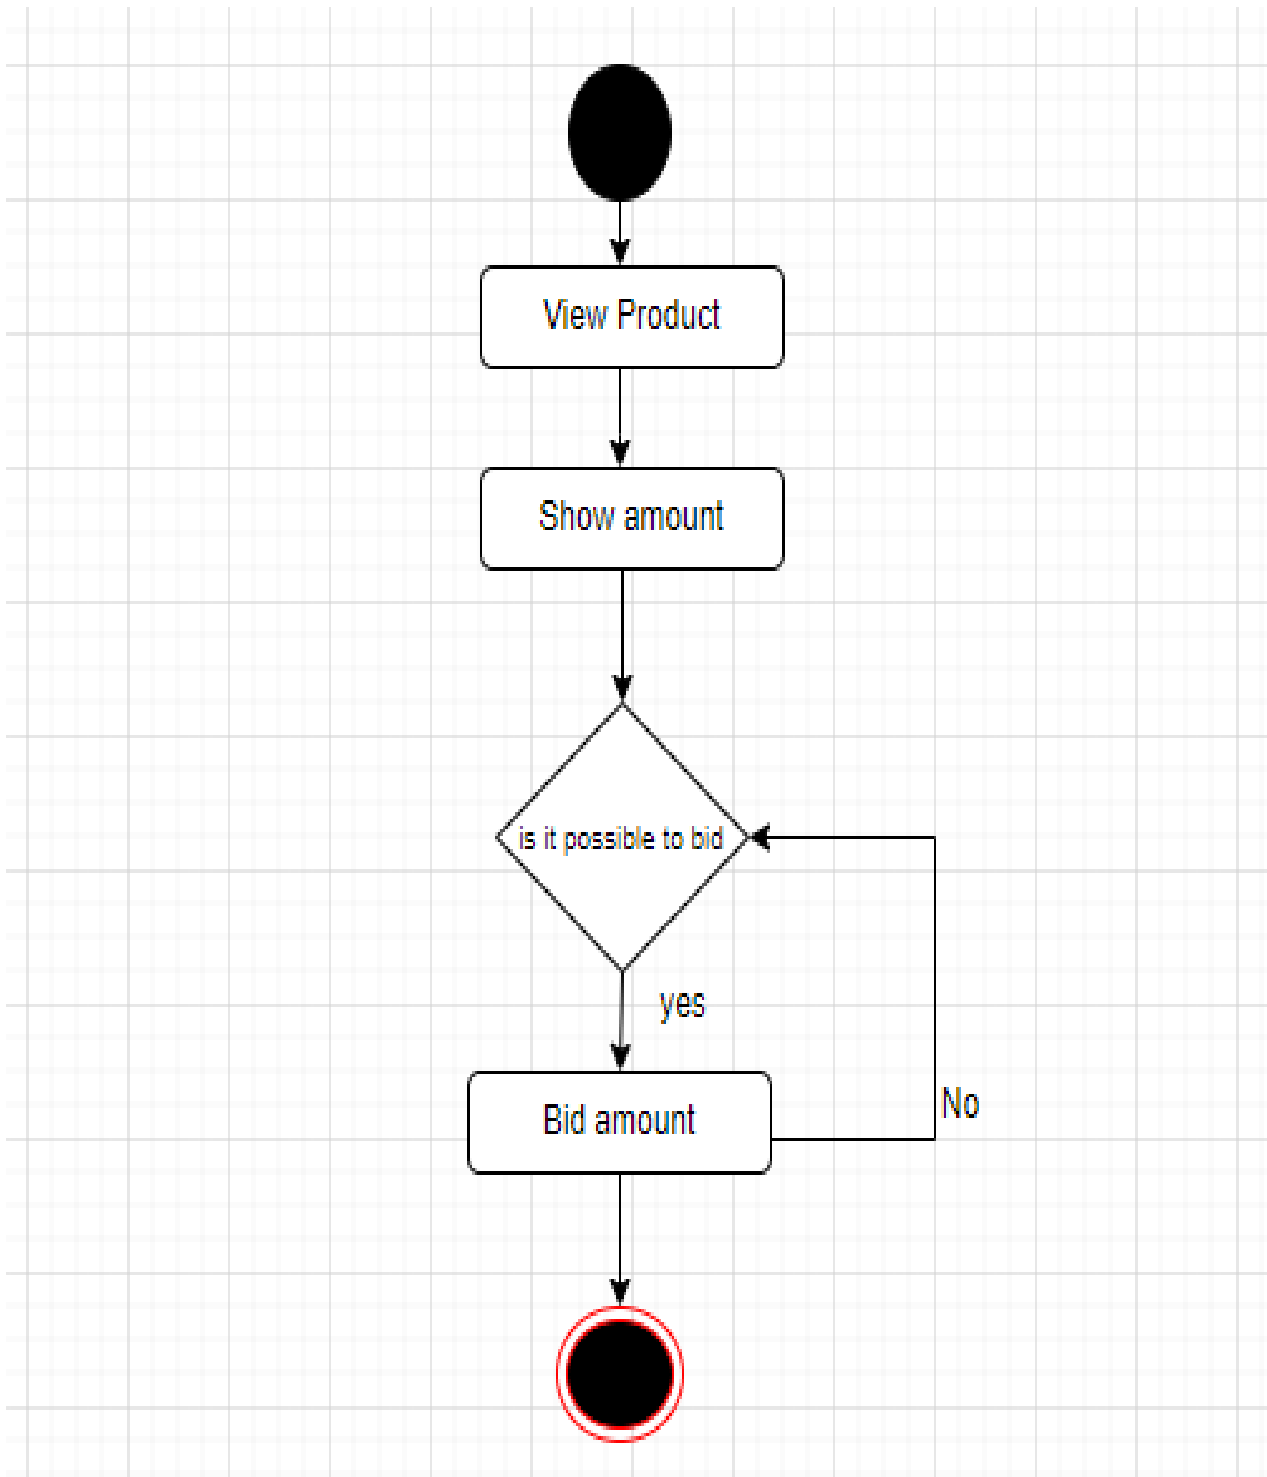 View Product
Show amount
is it possible to bid
yes
Bid amount
No